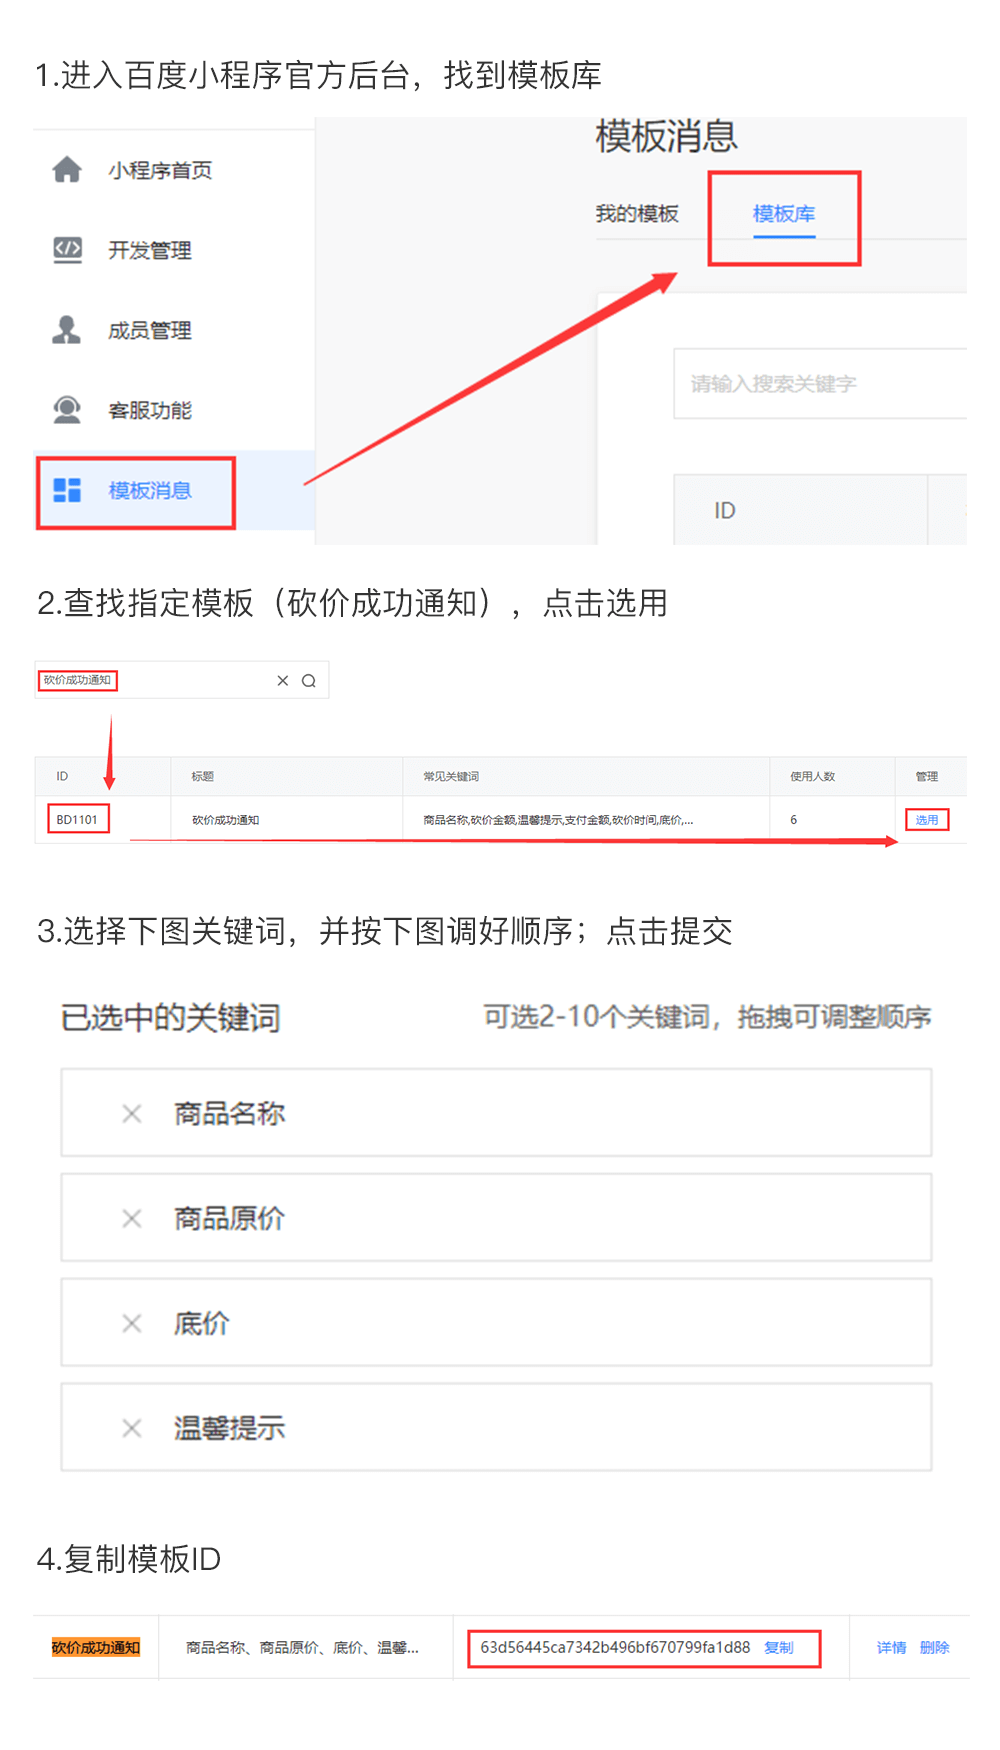 1.进入百度小程序官方后台，找到模板库
模板消息
小程序首页
我的模板 模板库
开发管理
成员管理
请输入搜索关键字
客服功能
模板消息
ID
2.查找指定模板（砍价成功通知），点击选用
砍价成功通知
ID 标题 常见关键词 使用人数 管理
BD1101 砍价成功通知 商品名称,砍价金额,温馨提示,支付金额,砍价时间,底价,... 6 选用
3.选择下图关键词，并按下图调好顺序；点击提交
已选中的关键词 可选2-10个关键词，拖拽可调整顺序
商品名称
商品原价
底价
温馨提示
4.复制模板ID
砍价成功通知 商品名称、商品原价、底价、温馨... 63d56445ca7342b496bf670799fa1d88 复制 详情 删除